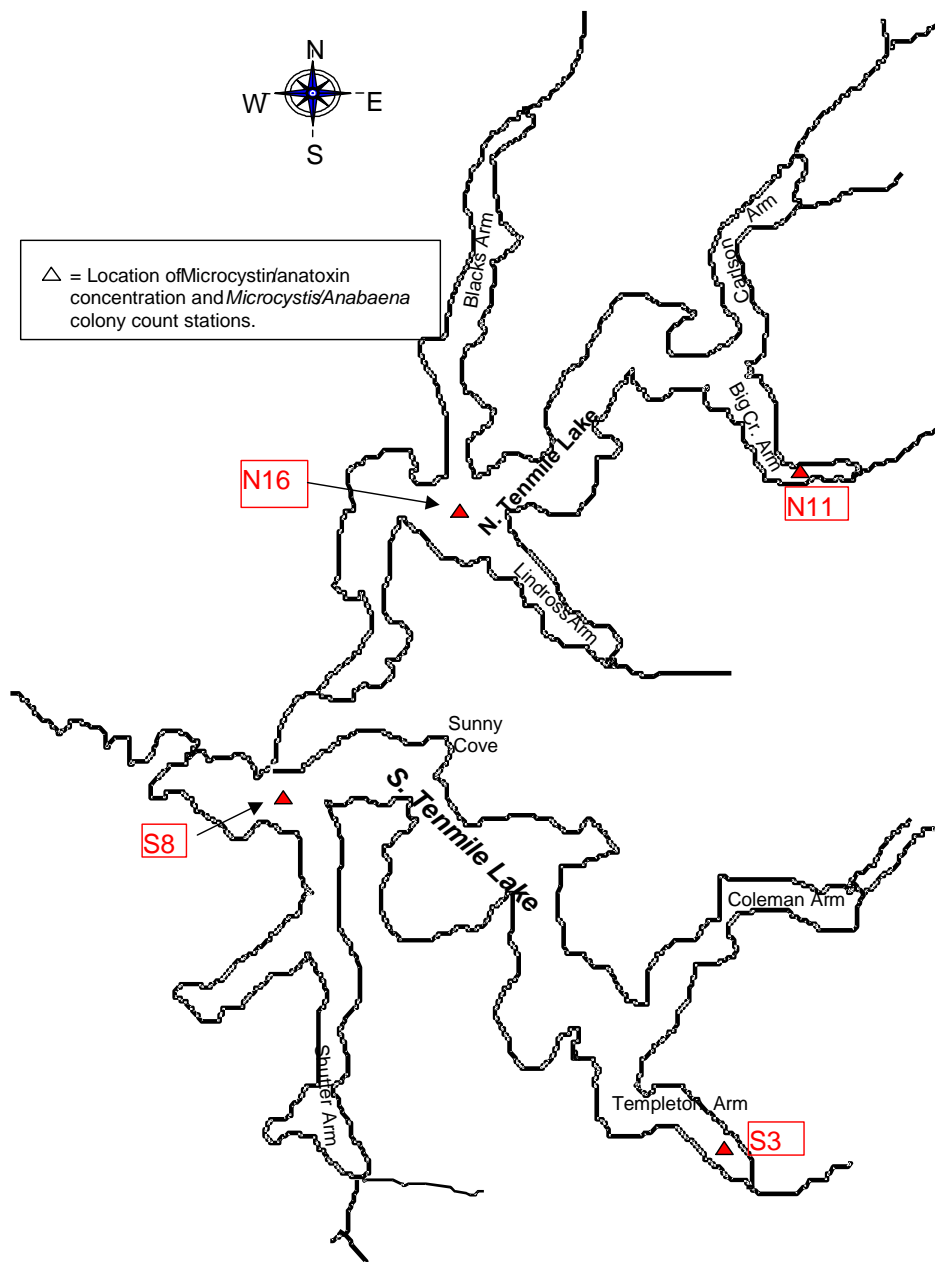 N
W
E
S
△ = Location ofMicrocystin/anatoxin
concentration and Microcystis/Anabaena
colony count stations.
Blacks Arm
Carlson Arm
Big Cr. Arm
N. Tenmile Lake
N16
N11
Lindross Arm
Sunny
Cove
S. Tenmile Lake
S8
Coleman Arm
Shutter Arm
Templeton Arm
S3